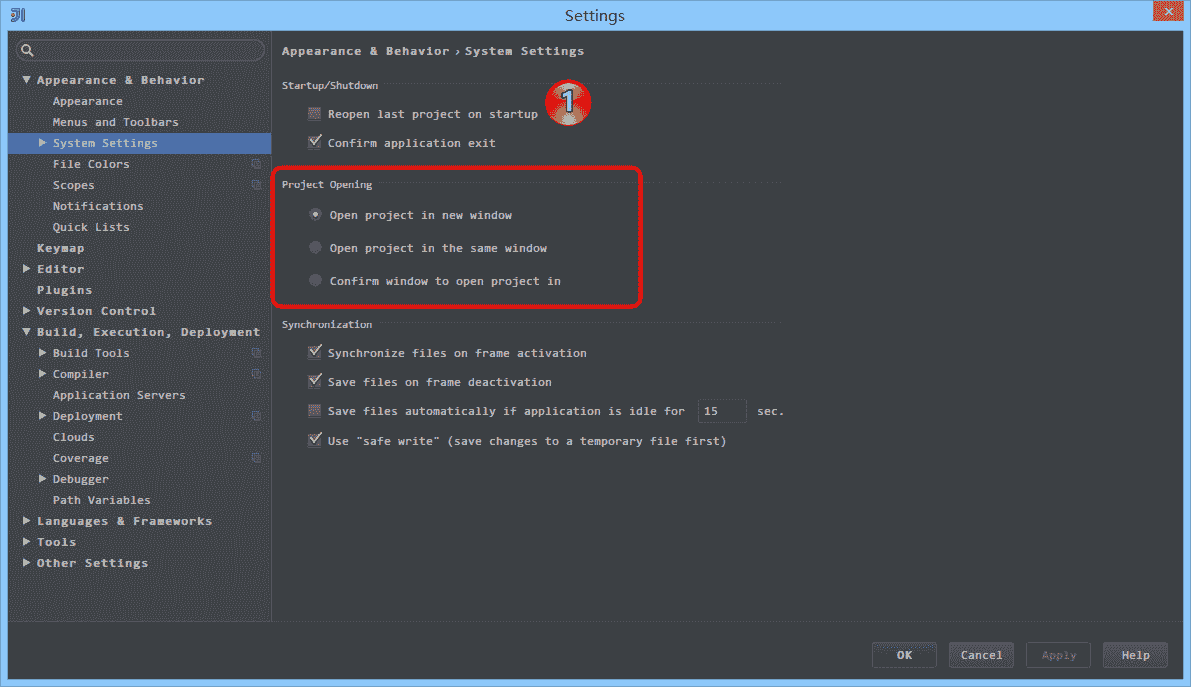 Settings
Appearance & Behavior › System Settings
Appearance & Behavior
Appearance
Menus and Toolbars
System Settings
File Colors
Scopes
Notifications
Quick Lists
Keymap
Editor
Plugins
Version Control
Build, Execution, Deployment
Build Tools
Compiler
Application Servers
Deployment
Clouds
Coverage
Debugger
Path Variables
Languages & Frameworks
Tools
Other Settings
Startup/Shutdown
Reopen last project on startup
1
Confirm application exit
Project Opening
Open project in new window
Open project in the same window
Confirm window to open project in
Synchronization
Synchronize files on frame activation
Save files on frame deactivation
Save files automatically if application is idle for 15 sec.
Use "safe write" (save changes to a temporary file first)
OK Cancel Apply Help